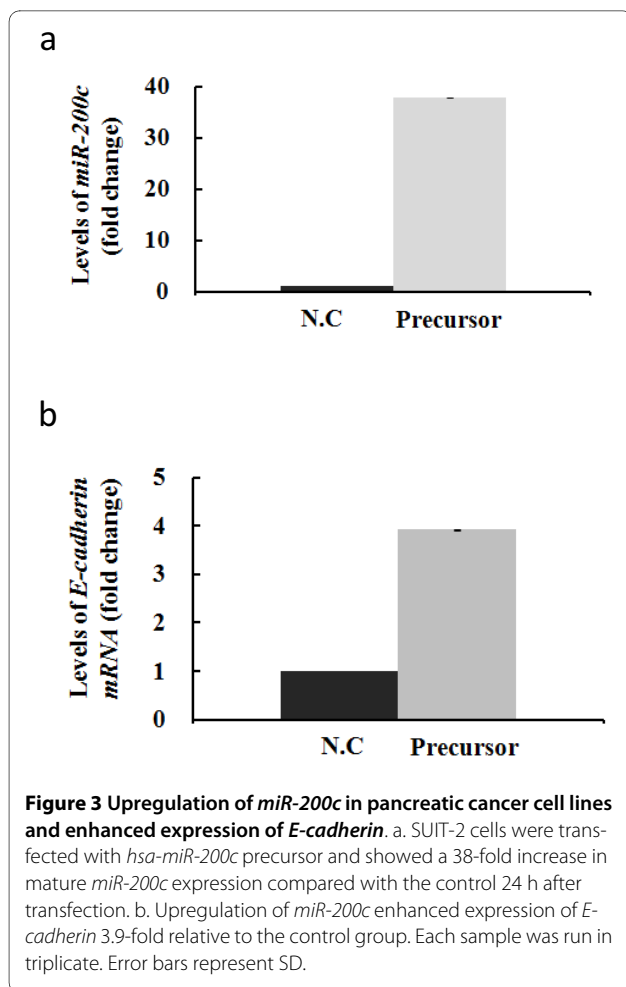 a
Levels of miR-200c
(fold change)
40
30
20
10
0
N.C Precursor
b
Levels of E-cadherin
mRNA (fold change)
5
4
3
2
1
0
N.C Precursor
Figure 3 Upregulation of miR-200c in pancreatic cancer cell lines
and enhanced expression of E-cadherin. a. SUIT-2 cells were trans-
fected with hsa-miR-200c precursor and showed a 38-fold increase in
mature miR-200c expression compared with the control 24 h after
transfection. b. Upregulation of miR-200c enhanced expression of E-
cadherin 3.9-fold relative to the control group. Each sample was run in
triplicate. Error bars represent SD.